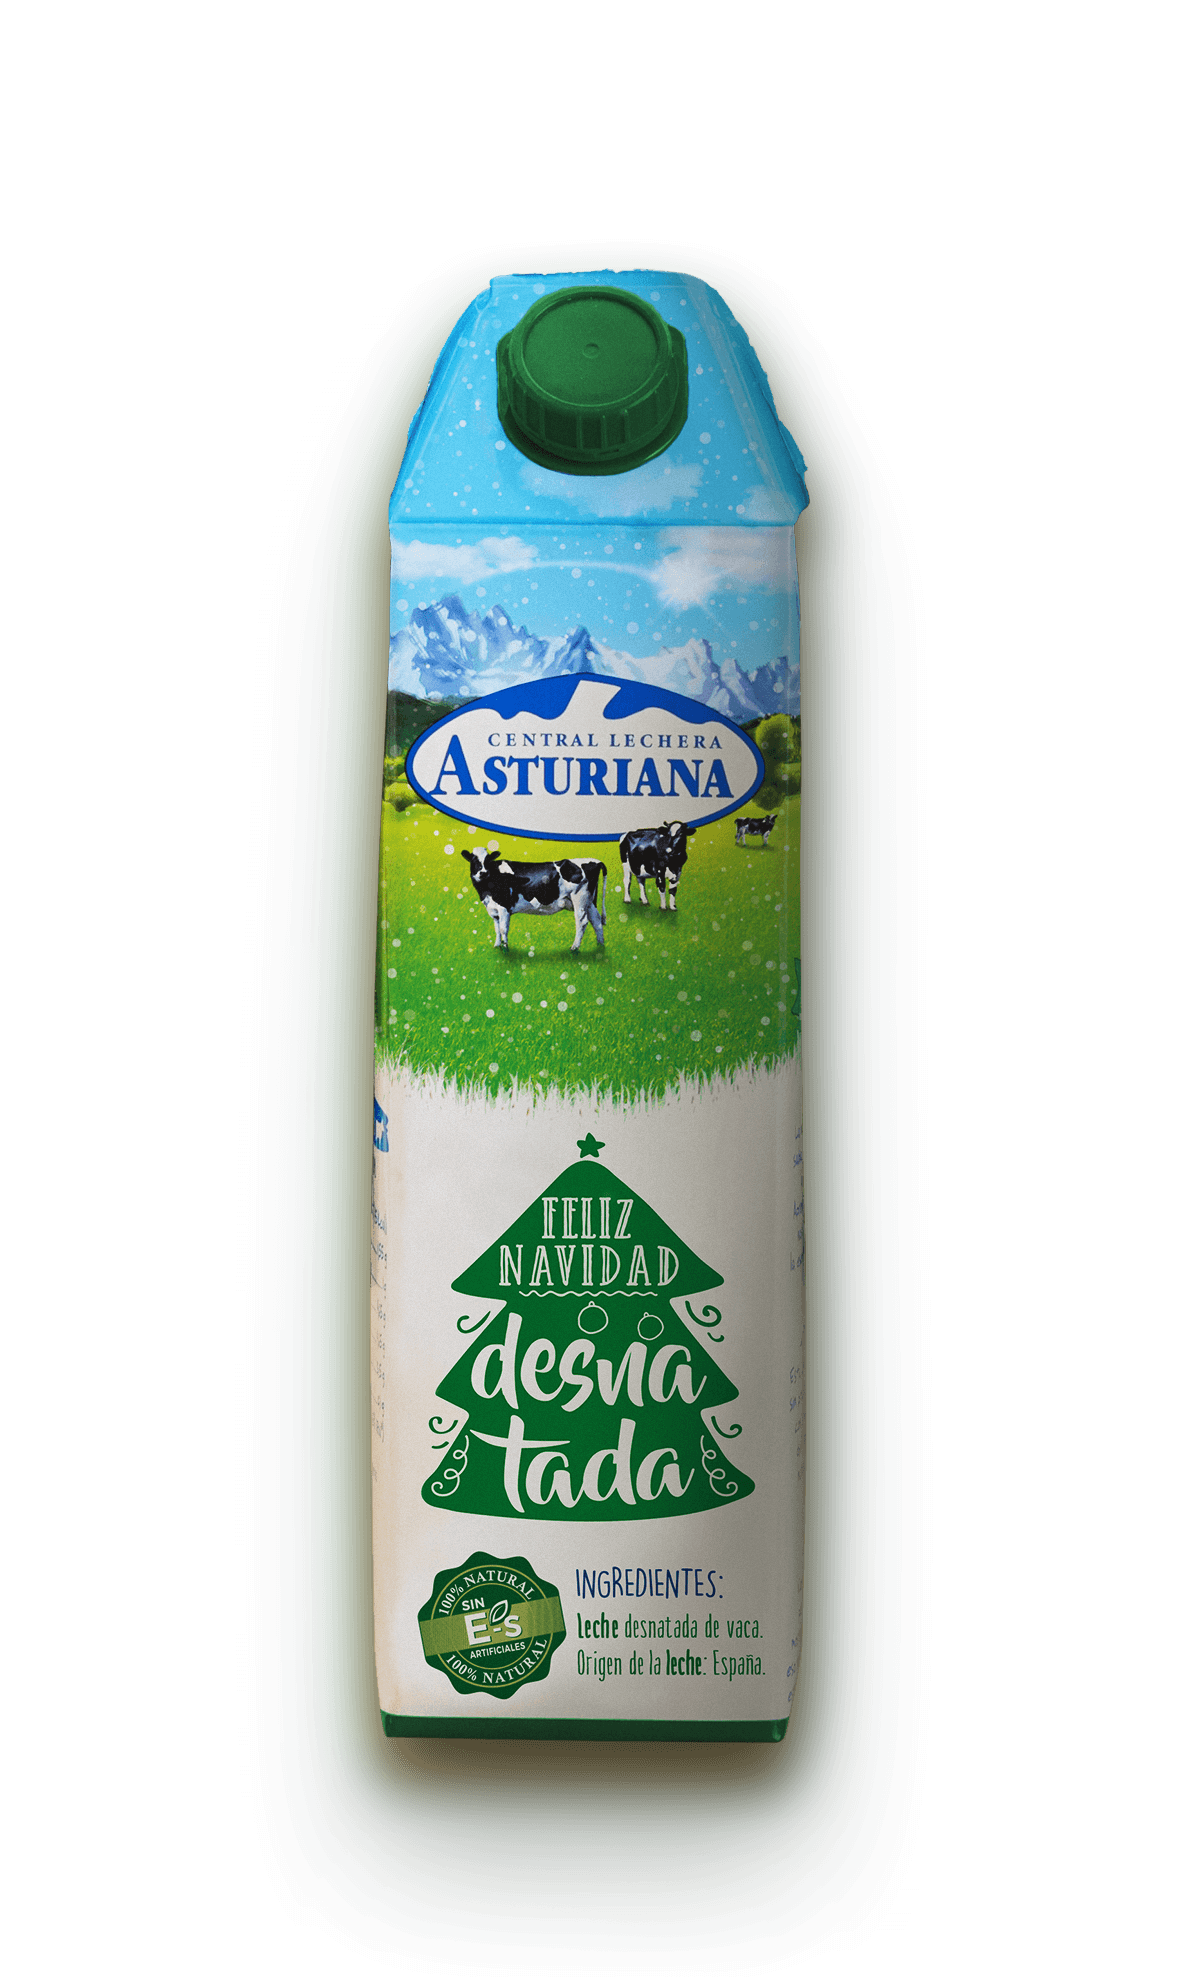 CENTRAL LECHERA
ASTURIANA
FELIZ
NAVIDAD
desna
tada
100% NATURAL
SIN
E-s
ARTIFICIALES
100% NATURAL
INGREDIENTES:
Leche desnatada de vaca.
Origen de la leche: España.